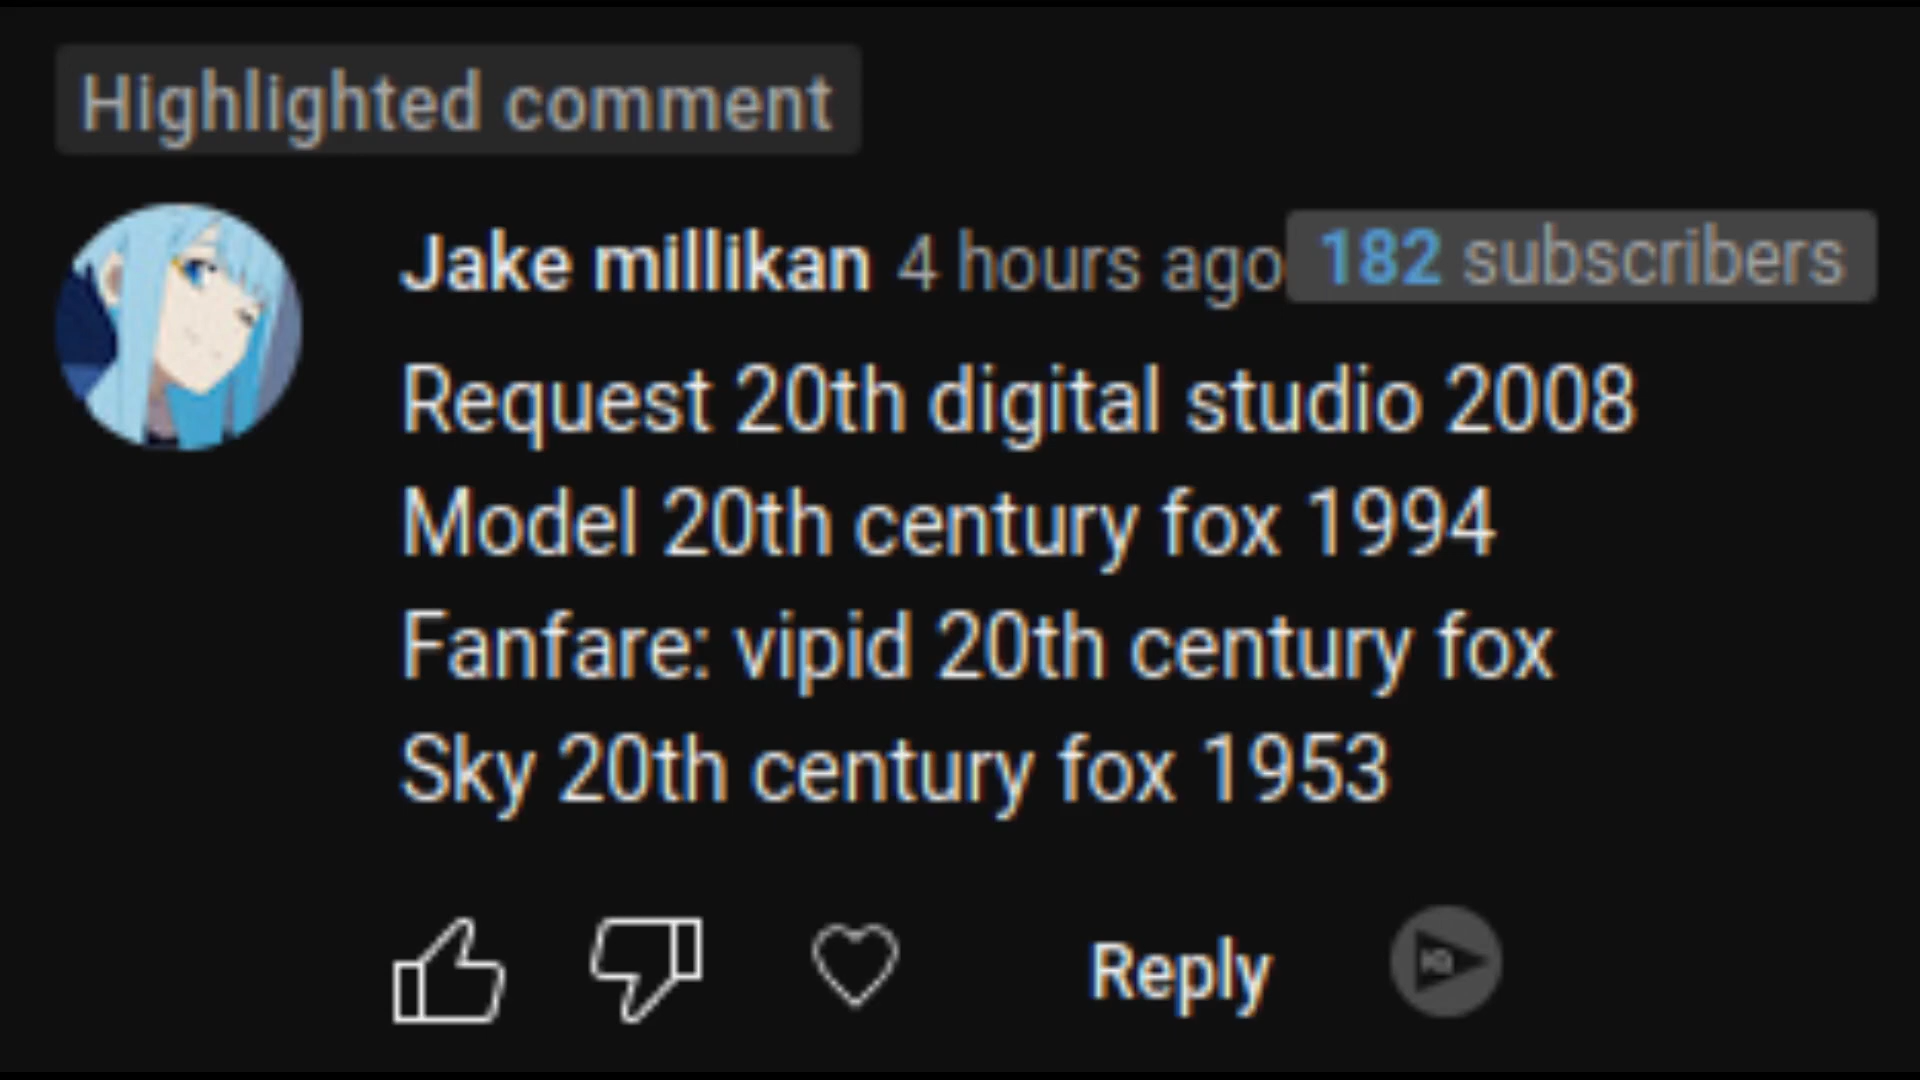 Highlighted comment
Jake millikan 4 hours ago 182 subscribers
Request 20th digital studio 2008
Model 20th century fox 1994
Fanfare: vipid 20th century fox
Sky 20th century fox 1953
Reply